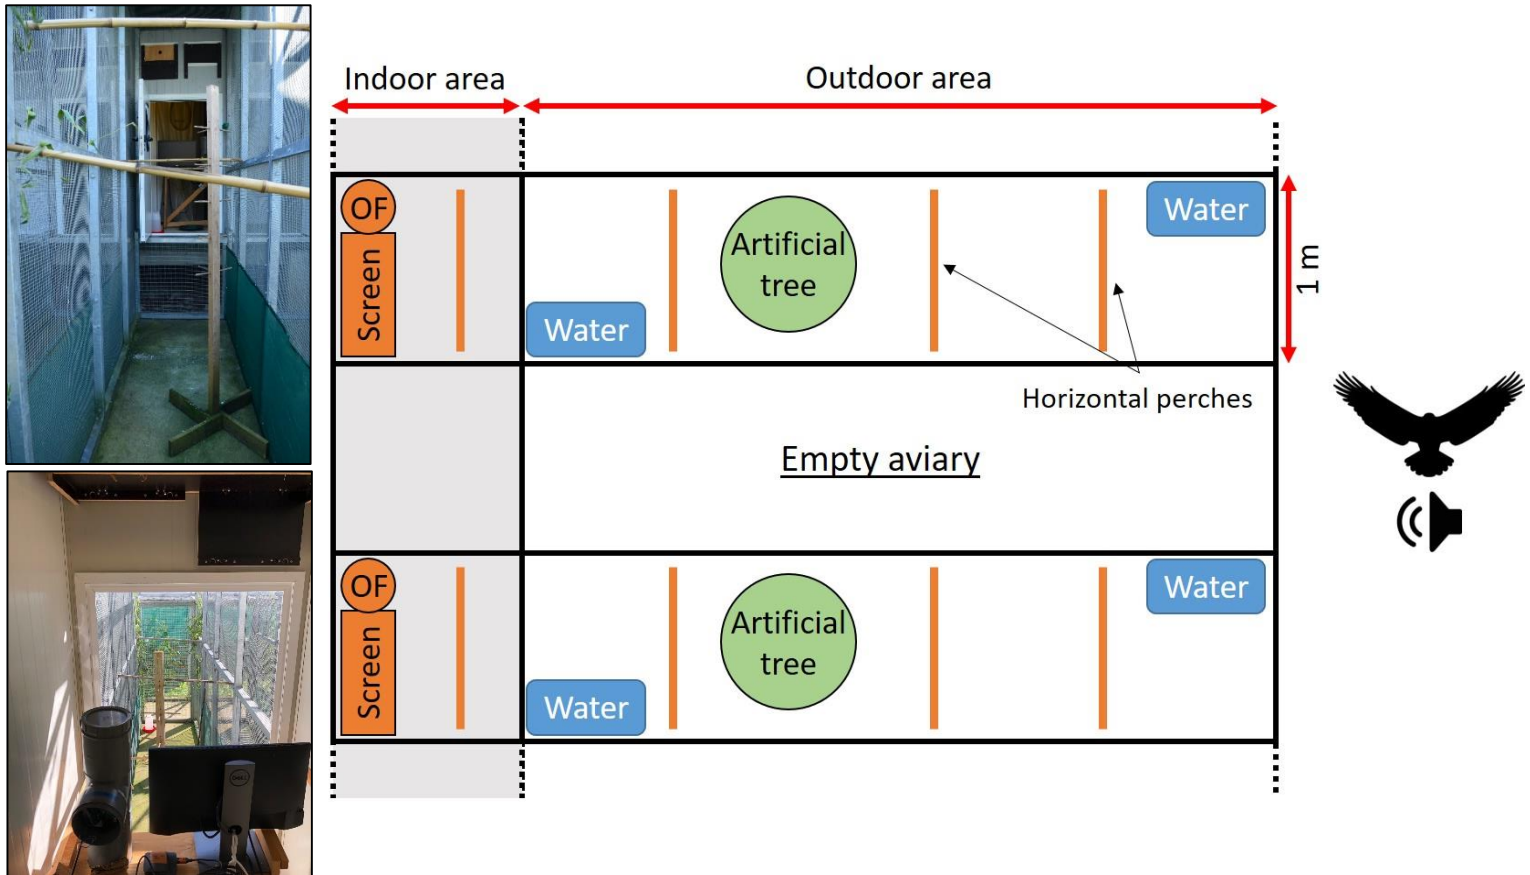 Indoor area
Outdoor area
OF
Screen
Water
Artificial
tree
Water
1 m
Horizontal perches
Empty aviary
OF
Screen
Water
Artificial
tree
Water
DELL